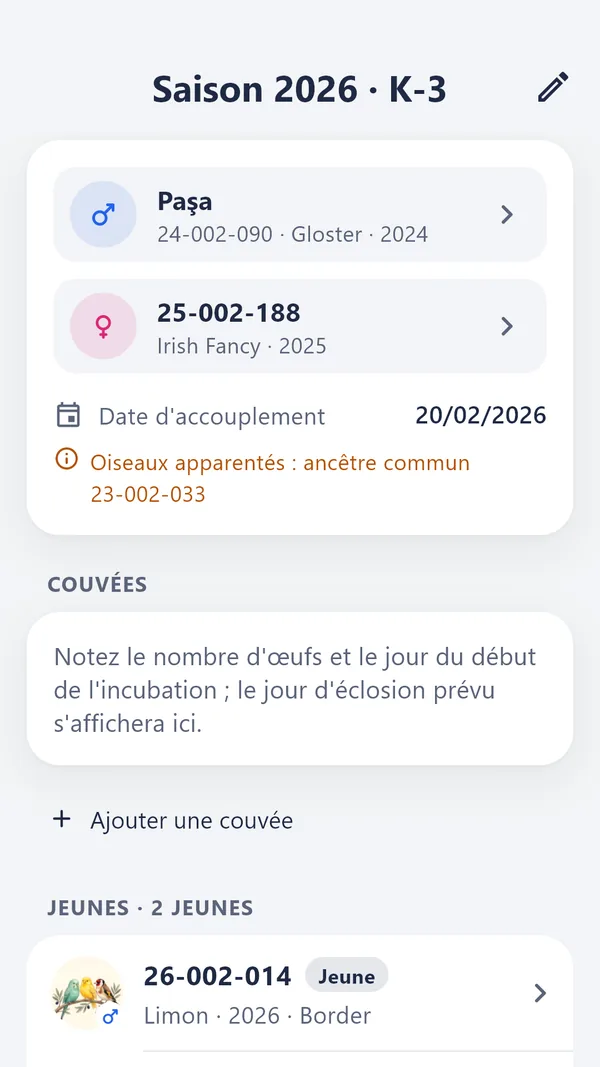 Saison 2026 · K-3
Paşa
24-002-090 · Gloster · 2024
25-002-188
Irish Fancy · 2025
Date d'accouplement 20/02/2026
Oiseaux apparentés : ancêtre commun
23-002-033
COUVÉES
Notez le nombre d'œufs et le jour du début
de l'incubation ; le jour d'éclosion prévu
s'affichera ici.
+ Ajouter une couvée
JEUNES · 2 JEUNES
26-002-014 Jeune
Limon · 2026 · Border